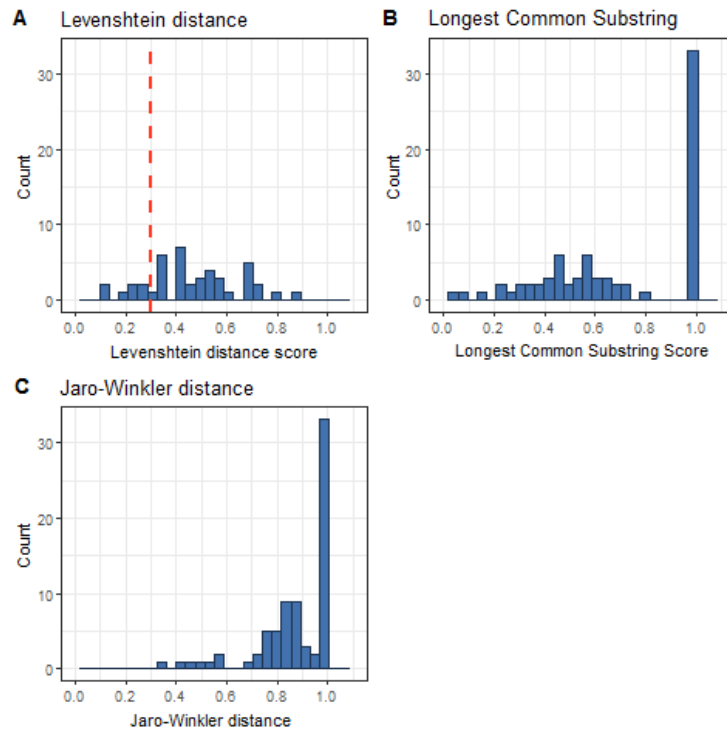 A Levenshtein distance
30
20
10
0
Count
0.0 0.2 0.4 0.6 0.8 1.0
Levenshtein distance score
B Longest Common Substring
30
20
10
0
Count
0.0 0.2 0.4 0.6 0.8 1.0
Longest Common Substring Score
C Jaro-Winkler distance
30
20
10
0
Count
0.0 0.2 0.4 0.6 0.8 1.0
Jaro-Winkler distance